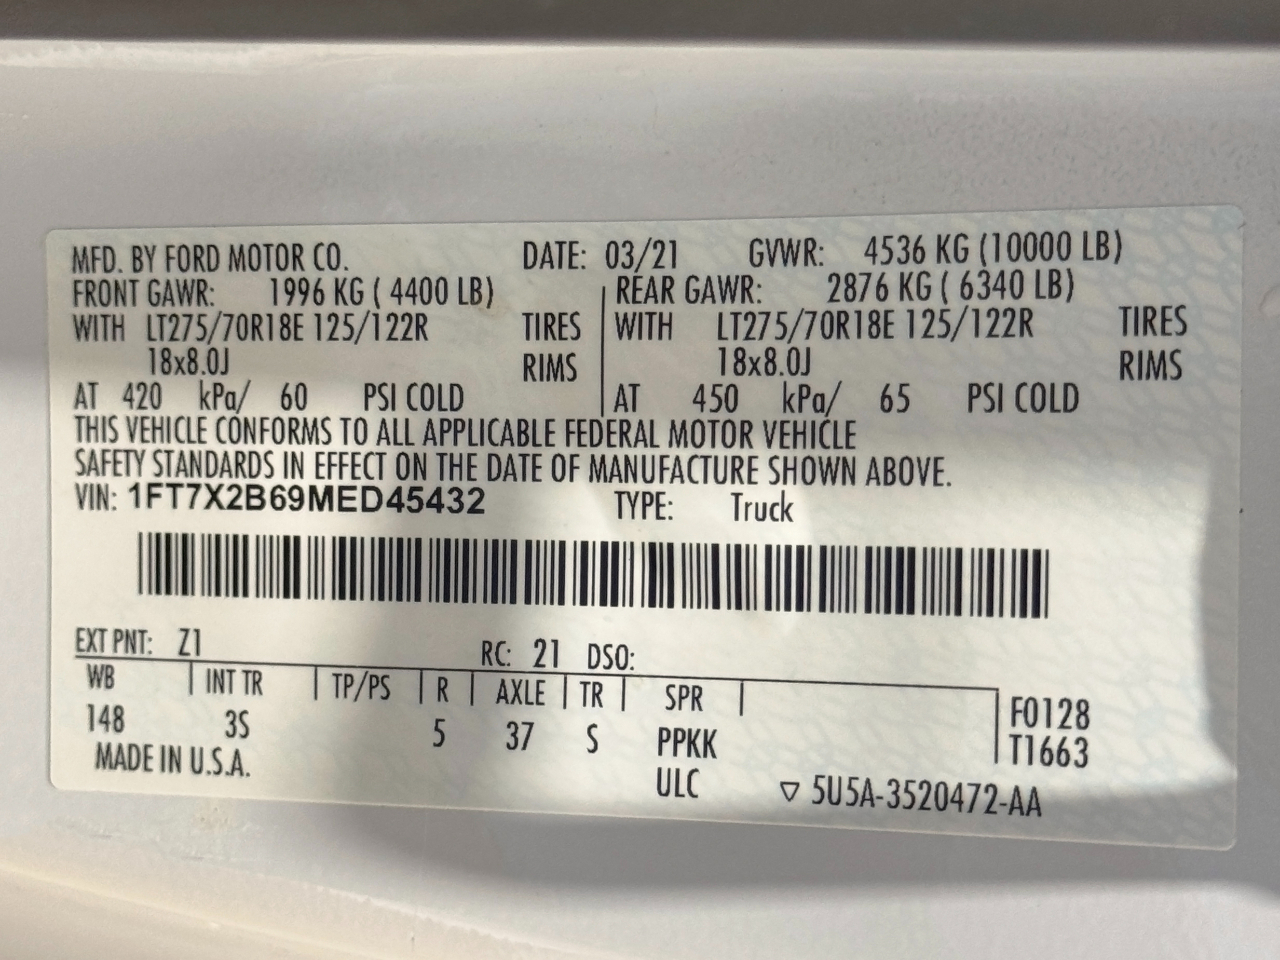 MFD. BY FORD MOTOR CO. DATE: 03/21 GVWR: 4536 KG (10000 LB)
FRONT GAWR: 1996 KG ( 4400 LB) REAR GAWR: 2876 KG ( 6340 LB)
WITH LT275/70R18E 125/122R TIRES WITH LT275/70R18E 125/122R TIRES
18x8.0J RIMS 18x8.0J RIMS
AT 420 kPa/ 60 PSI COLD AT 450 kPa/ 65 PSI COLD
THIS VEHICLE CONFORMS TO ALL APPLICABLE FEDERAL MOTOR VEHICLE
SAFETY STANDARDS IN EFFECT ON THE DATE OF MANUFACTURE SHOWN ABOVE.
VIN: 1FT7X2B69MED45432 TYPE: Truck
EXT PNT: Z1 RC: 21 DSO:
WB INT TR TP/PS R AXLE TR SPR F0128
148 3S 5 37 S PPKK T1663
MADE IN U.S.A. ULC ▽ 5U5A-3520472-AA